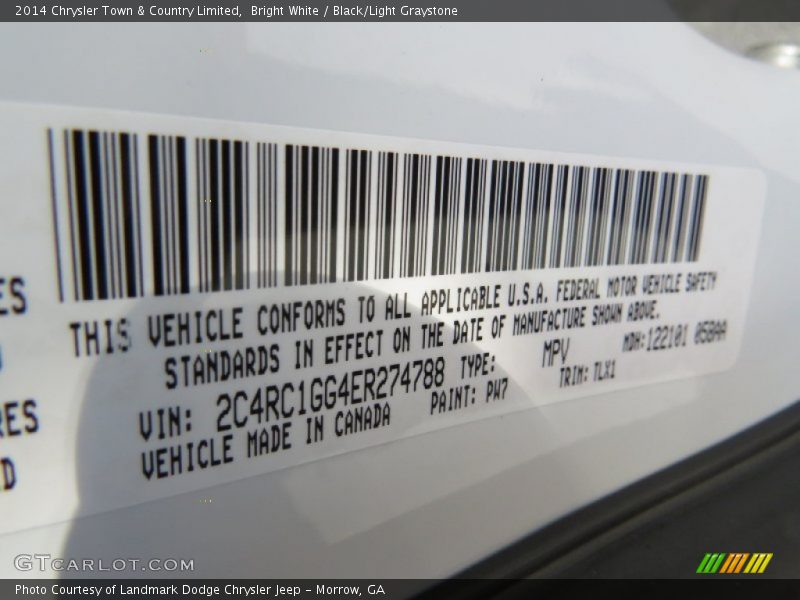 2014 Chrysler Town & Country Limited,  Bright White / Black/Light Graystone
ES
RES
D
THIS VEHICLE CONFORMS TO ALL APPLICABLE U.S.A. FEDERAL MOTOR VEHICLE SAFETY
STANDARDS IN EFFECT ON THE DATE OF MANUFACTURE SHOWN ABOVE.
VIN: 2C4RC1GG4ER274788 TYPE: MPV MDH:122101 058AA
VEHICLE MADE IN CANADA PAINT: PW7 TRIM: TLX1
GTCARLOT.COM
Photo Courtesy of Landmark Dodge Chrysler Jeep – Morrow, GA